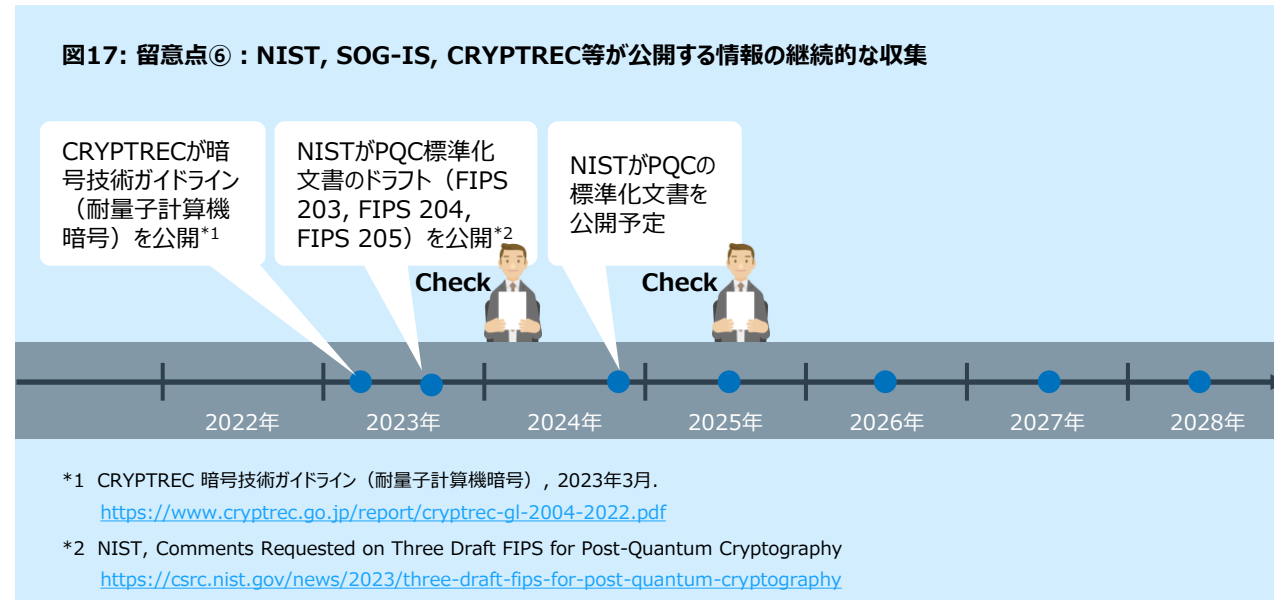 図17: 留意点⑥：NIST, SOG-IS, CRYPTREC等が公開する情報の継続的な収集
CRYPTRECが暗
号技術ガイドライン
（耐量子計算機
暗号）を公開*1
NISTがPQC標準化
文書のドラフト（FIPS
203, FIPS 204,
FIPS 205）を公開*2
NISTがPQCの
標準化文書を
公開予定
Check
Check
2022年
2023年
2024年
2025年
2026年
2027年
2028年
*1 CRYPTREC 暗号技術ガイドライン（耐量子計算機暗号）, 2023年3月.
https://www.cryptrec.go.jp/report/cryptrec-gl-2004-2022.pdf
*2 NIST, Comments Requested on Three Draft FIPS for Post-Quantum Cryptography
https://csrc.nist.gov/news/2023/three-draft-fips-for-post-quantum-cryptography